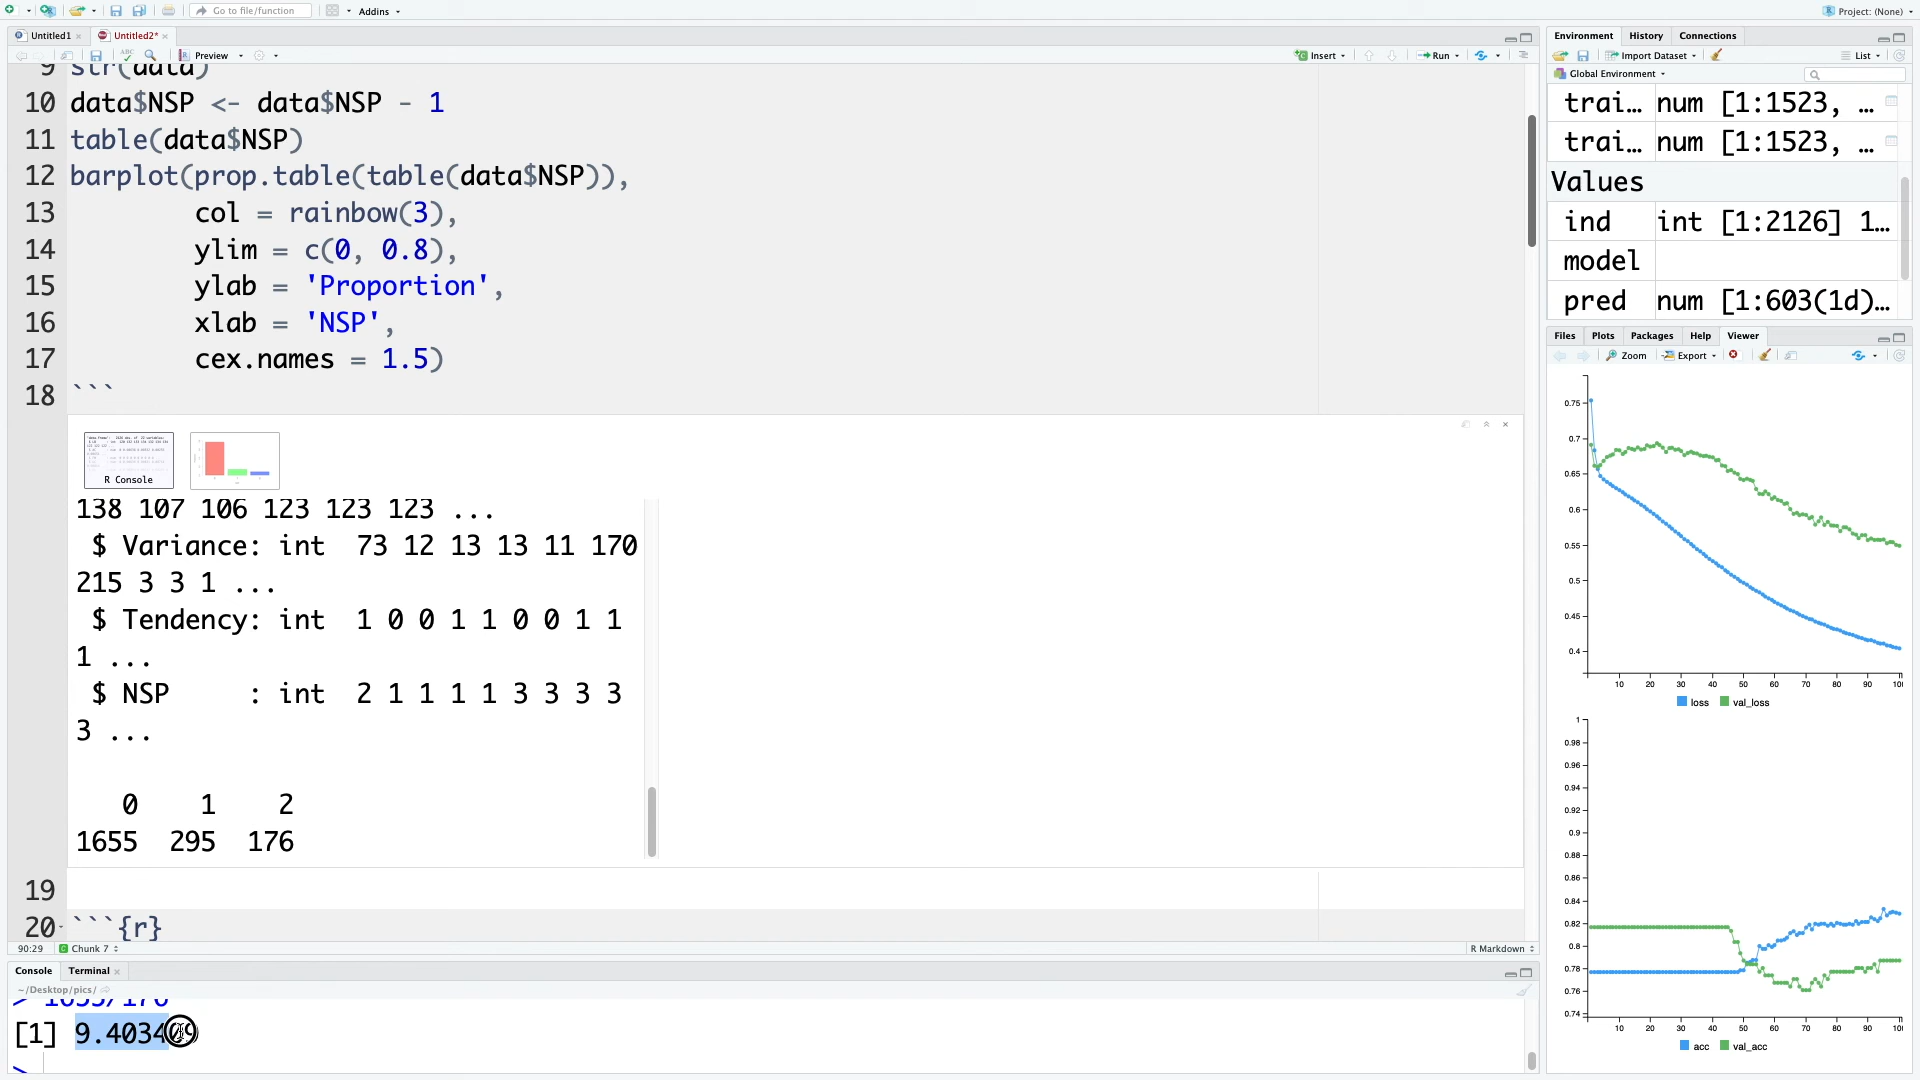 Go to file/function
Addins
Project: (None)
Untitled1
Untitled2*
Preview
Insert
Run
9 str(data)
10 data$NSP <- data$NSP - 1
11 table(data$NSP)
12 barplot(prop.table(table(data$NSP)),
13 col = rainbow(3),
14 ylim = c(0, 0.8),
15 ylab = 'Proportion',
16 xlab = 'NSP',
17 cex.names = 1.5)
18 ```
R Console
138 107 106 123 123 123 ...
$ Variance: int 73 12 13 13 11 170
215 3 3 1 ...
$ Tendency: int 1 0 0 1 1 0 0 1 1
1 ...
$ NSP : int 2 1 1 1 1 3 3 3 3
3 ...
0 1 2
1655 295 176
19
20 ```{r}
90:29 Chunk 7
R Markdown
Console Terminal
~/Desktop/pics/
> 1655/176
[1] 9.403409
>
Environment History Connections
Import Dataset
List
Global Environment
trai... num [1:1523, ...
trai... num [1:1523, ...
Values
ind int [1:2126] 1...
model
pred num [1:603(1d)...
Files Plots Packages Help Viewer
Zoom Export
0.75
0.7
0.65
0.6
0.55
0.5
0.45
0.4
10 20 30 40 50 60 70 80 90 100
loss val_loss
1
0.98
0.96
0.94
0.92
0.9
0.88
0.86
0.84
0.82
0.8
0.78
0.76
0.74
10 20 30 40 50 60 70 80 90 100
acc val_acc